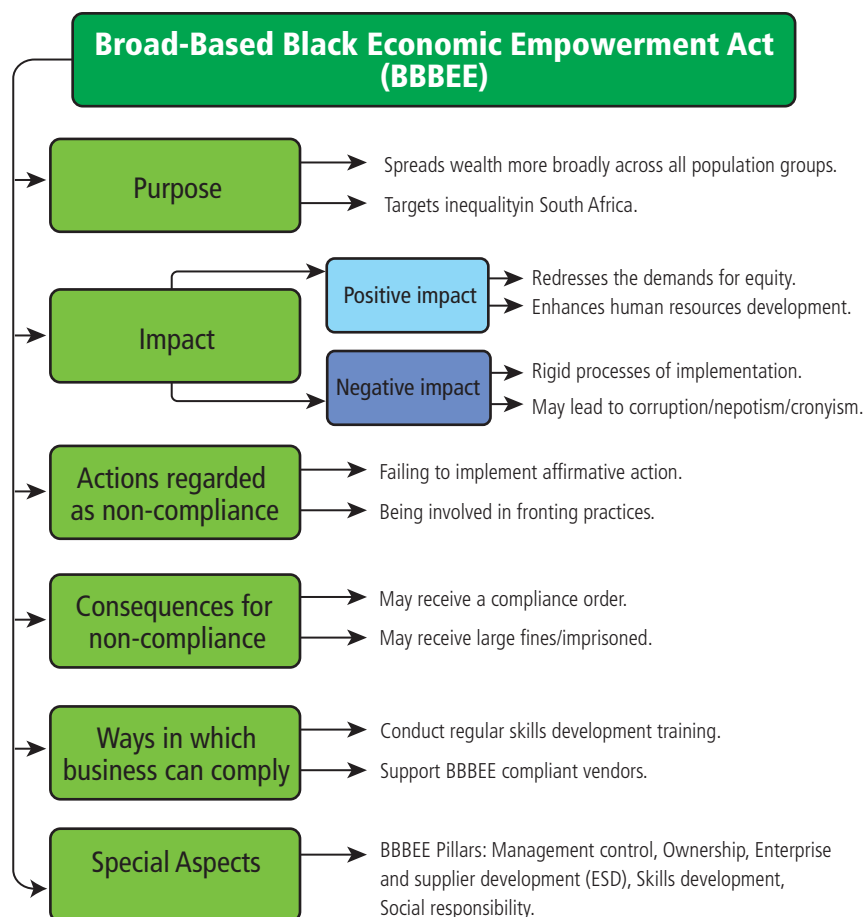 Broad-Based Black Economic Empowerment Act
(BBBEE)
Purpose
Spreads wealth more broadly across all population groups.
Targets inequalityin South Africa.
Impact
Positive impact
Redresses the demands for equity.
Enhances human resources development.
Negative impact
Rigid processes of implementation.
May lead to corruption/nepotism/cronyism.
Actions regarded
as non-compliance
Failing to implement affirmative action.
Being involved in fronting practices.
Consequences for
non-compliance
May receive a compliance order.
May receive large fines/imprisoned.
Ways in which
business can comply
Conduct regular skills development training.
Support BBBEE compliant vendors.
Special Aspects
BBBEE Pillars: Management control, Ownership, Enterprise
and supplier development (ESD), Skills development,
Social responsibility.